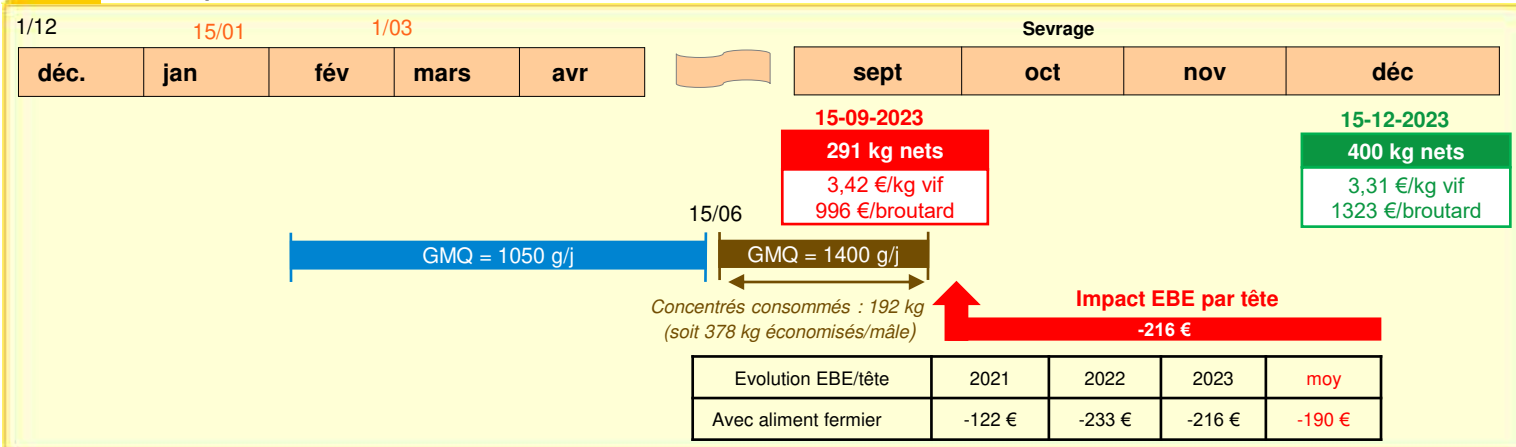 1/12
15/01
1/03
Sevrage
déc.
jan
fév
mars
avr
sept
oct
nov
déc
15-09-2023
291 kg nets
3,42 €/kg vif
996 €/broutard
15-12-2023
400 kg nets
3,31 €/kg vif
1323 €/broutard
15/06
GMQ = 1050 g/j
GMQ = 1400 g/j
Concentrés consommés : 192 kg
(soit 378 kg économisés/mâle)
Impact EBE par tête
-216 €
Evolution EBE/tête 2021 2022 2023 moy
Avec aliment fermier -122 € -233 € -216 € -190 €